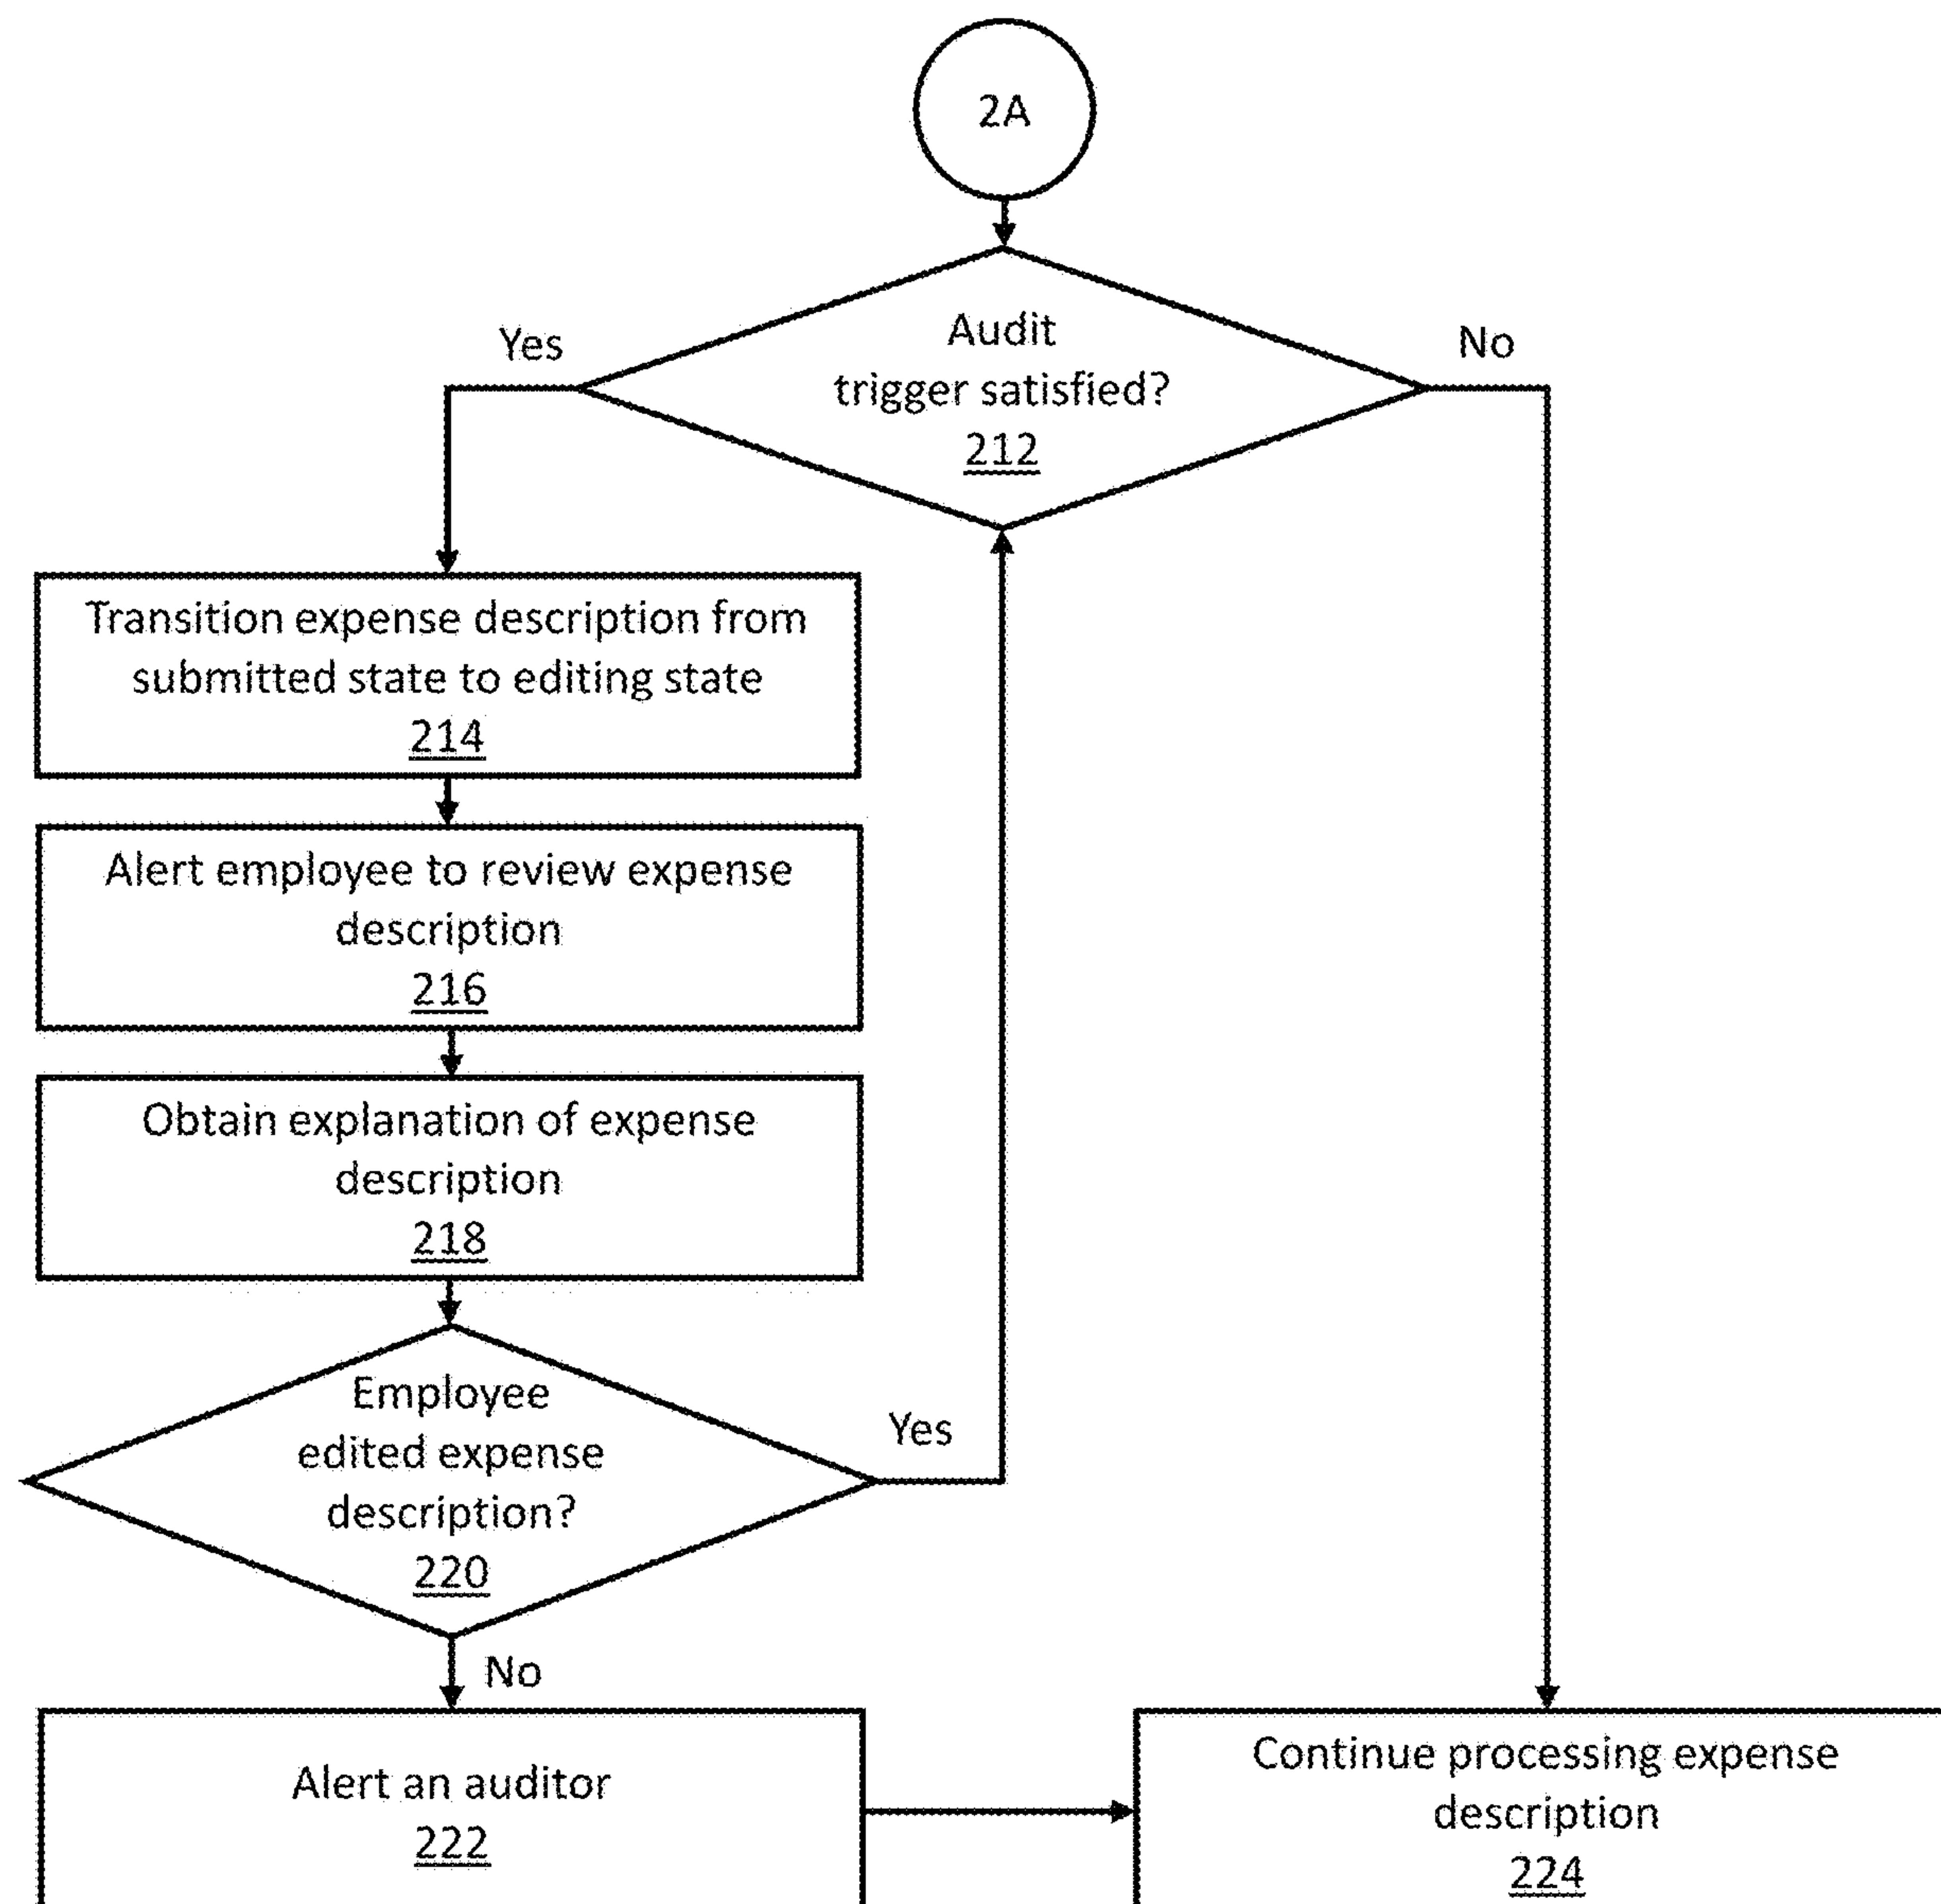 2A
Audit
trigger satisfied?
212
Yes
No
Transition expense description from
submitted state to editing state
214
Alert employee to review expense
description
216
Obtain explanation of expense
description
218
Employee
edited expense
description?
220
Yes
No
Alert an auditor
222
Continue processing expense
description
224